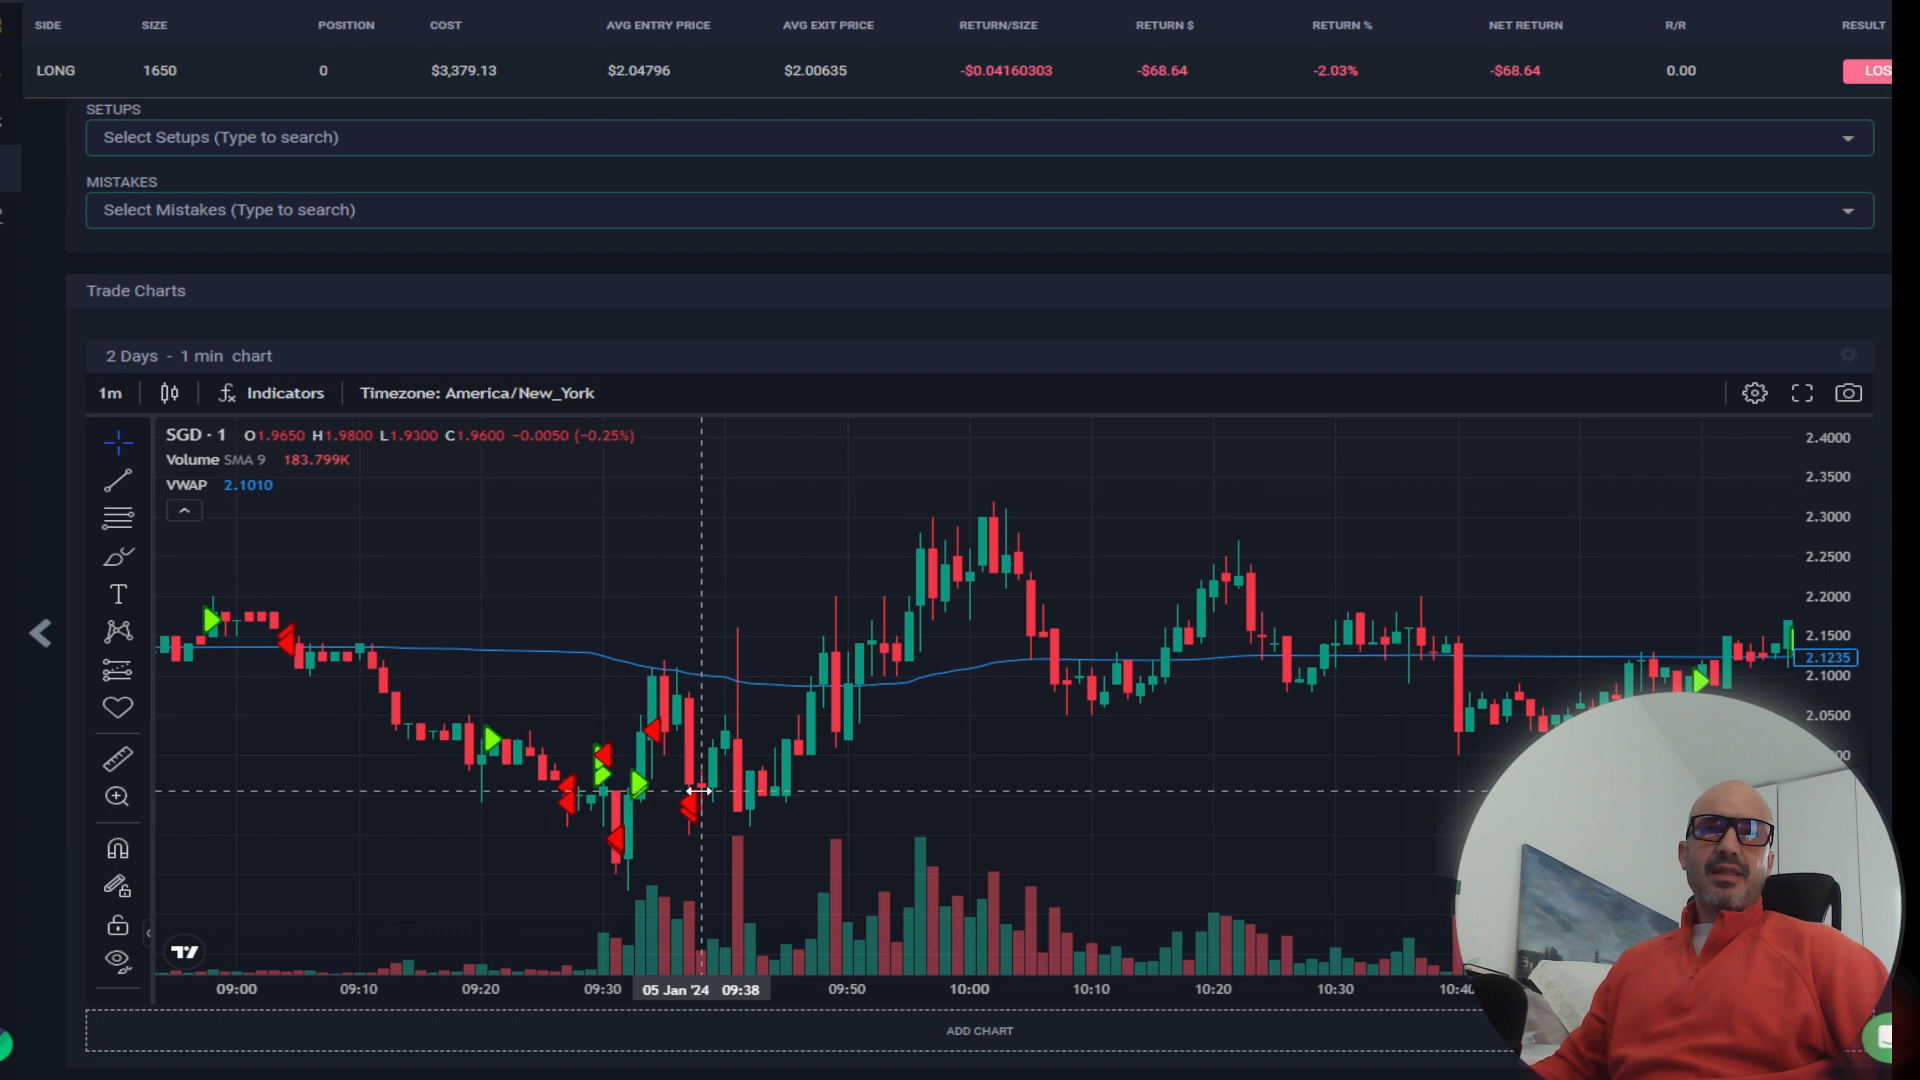 SIDE SIZE POSITION COST AVG ENTRY PRICE AVG EXIT PRICE RETURN/SIZE RETURN $ RETURN % NET RETURN R/R RESULT
LONG 1650 0 $3,379.13 $2.04796 $2.00635 -$0.04160303 -$68.64 -2.03% -$68.64 0.00 LOS
SETUPS
Select Setups (Type to search)
MISTAKES
Select Mistakes (Type to search)
Trade Charts
2 Days - 1 min chart
1m Indicators Timezone: America/New_York
SGD · 1 O1.9650 H1.9800 L1.9300 C1.9600 −0.0050 (−0.25%)
Volume SMA 9 183.799K
VWAP 2.1010
2.4000
2.3500
2.3000
2.2500
2.2000
2.1500
2.1235
2.1000
2.0500
09:00 09:10 09:20 09:30 05 Jan '24 09:38 09:50 10:00 10:10 10:20 10:30 10:40
ADD CHART